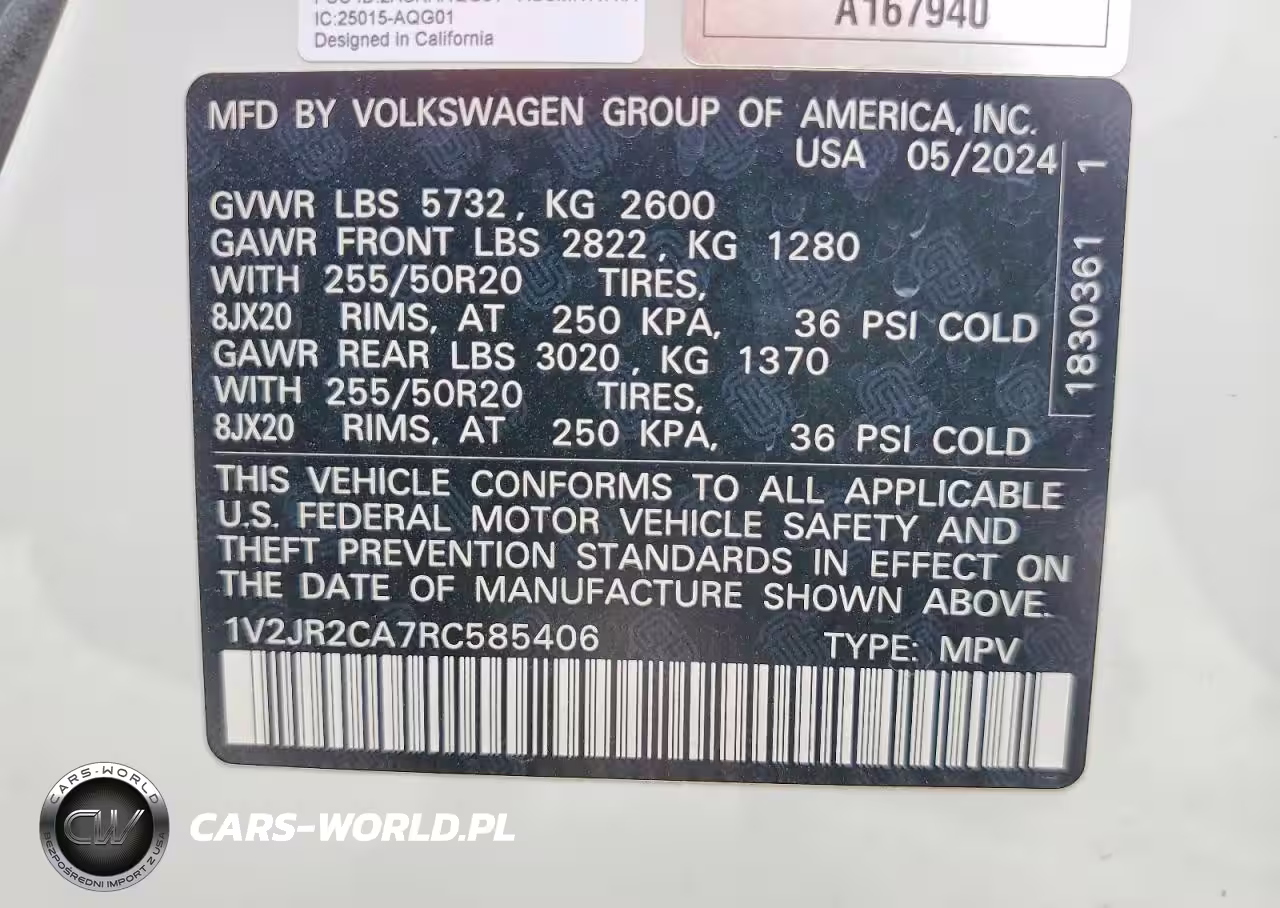 IC:25015-AQG01
Designed in California
A167940
MFD BY VOLKSWAGEN GROUP OF AMERICA, INC.
USA 05/2024
GVWR LBS 5732, KG 2600
GAWR FRONT LBS 2822, KG 1280
WITH 255/50R20 TIRES,
8JX20 RIMS, AT 250 KPA, 36 PSI COLD
GAWR REAR LBS 3020, KG 1370
WITH 255/50R20 TIRES,
8JX20 RIMS, AT 250 KPA, 36 PSI COLD
1830361 1
THIS VEHICLE CONFORMS TO ALL APPLICABLE
U.S. FEDERAL MOTOR VEHICLE SAFETY AND
THEFT PREVENTION STANDARDS IN EFFECT ON
THE DATE OF MANUFACTURE SHOWN ABOVE.
1V2JR2CA7RC585406 TYPE: MPV
CARS-WORLD
CW
BEZPOŚREDNI IMPORT Z USA
CARS-WORLD.PL